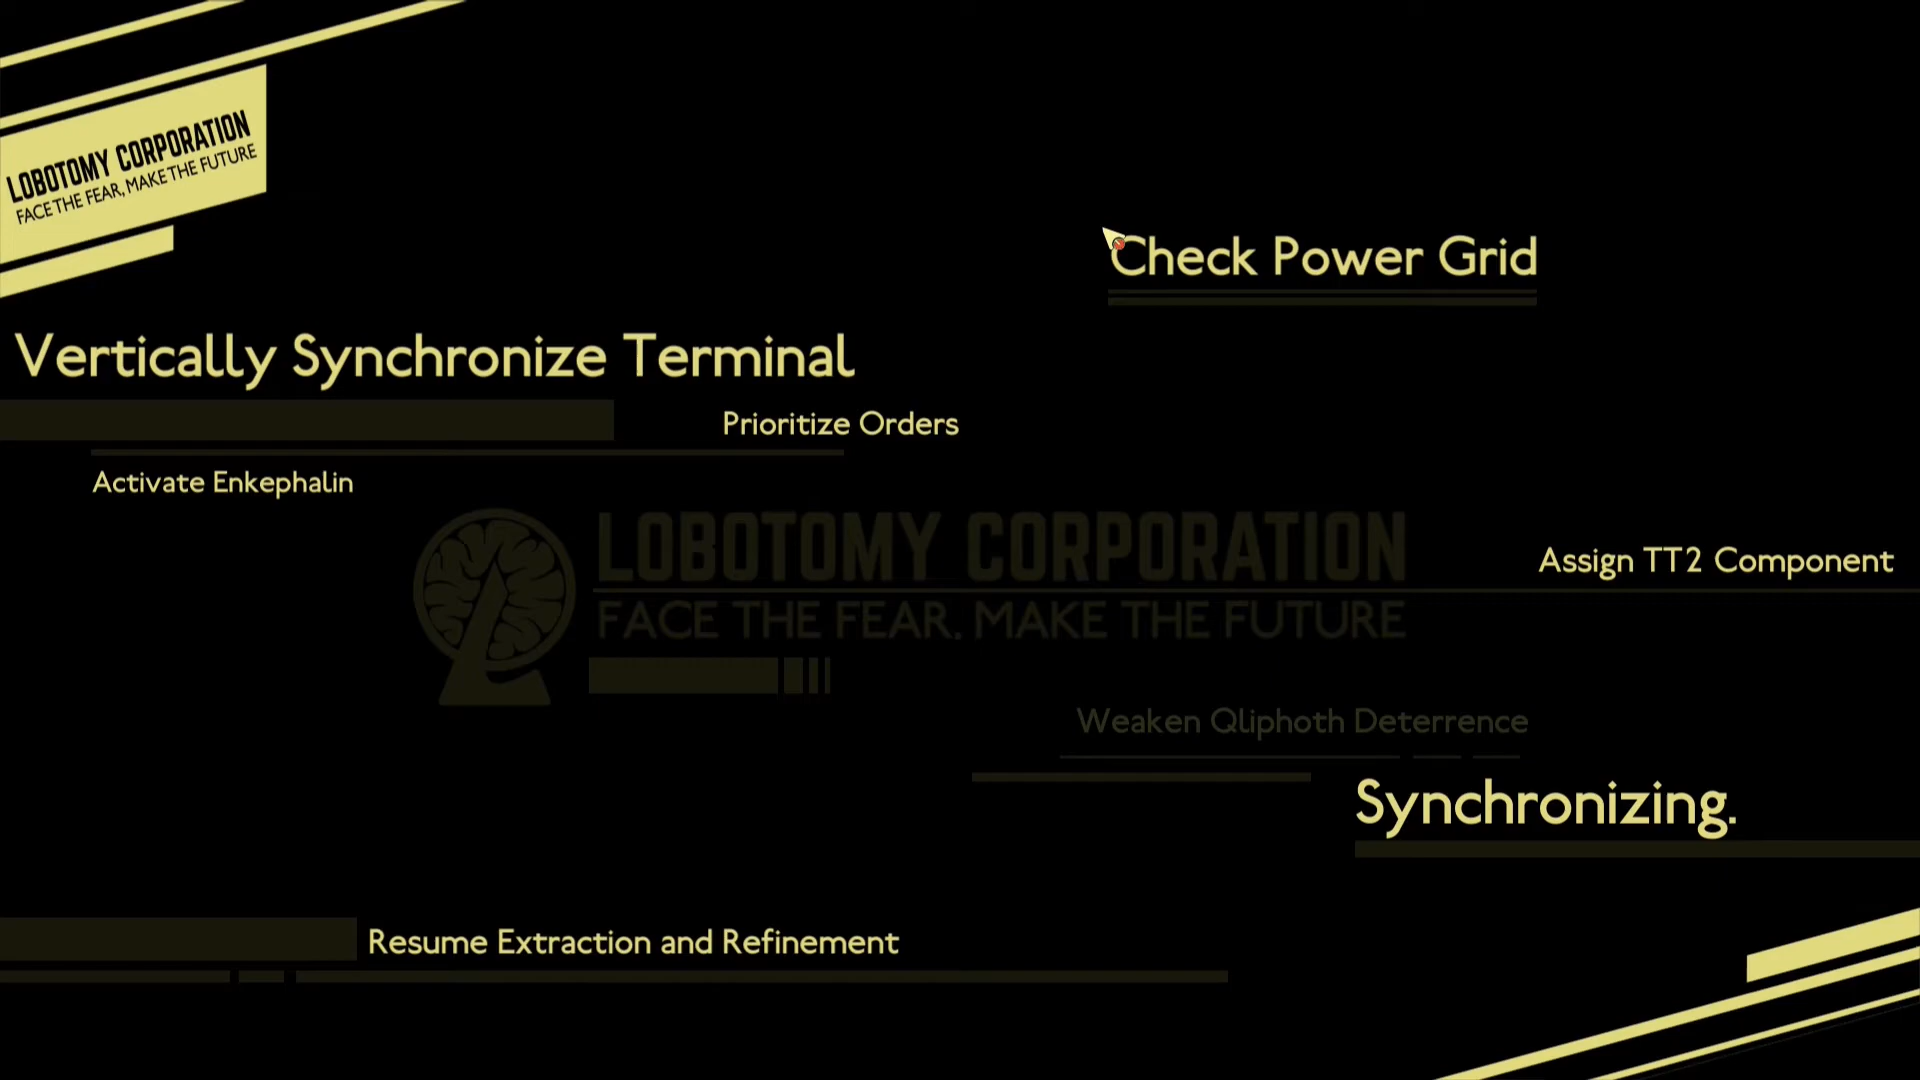 LOBOTOMY CORPORATION
FACE THE FEAR, MAKE THE FUTURE
Check Power Grid
Vertically Synchronize Terminal
Prioritize Orders
Activate Enkephalin
LOBOTOMY CORPORATION
Assign TT2 Component
FACE THE FEAR. MAKE THE FUTURE
Weaken Qliphoth Deterrence
Synchronizing.
Resume Extraction and Refinement